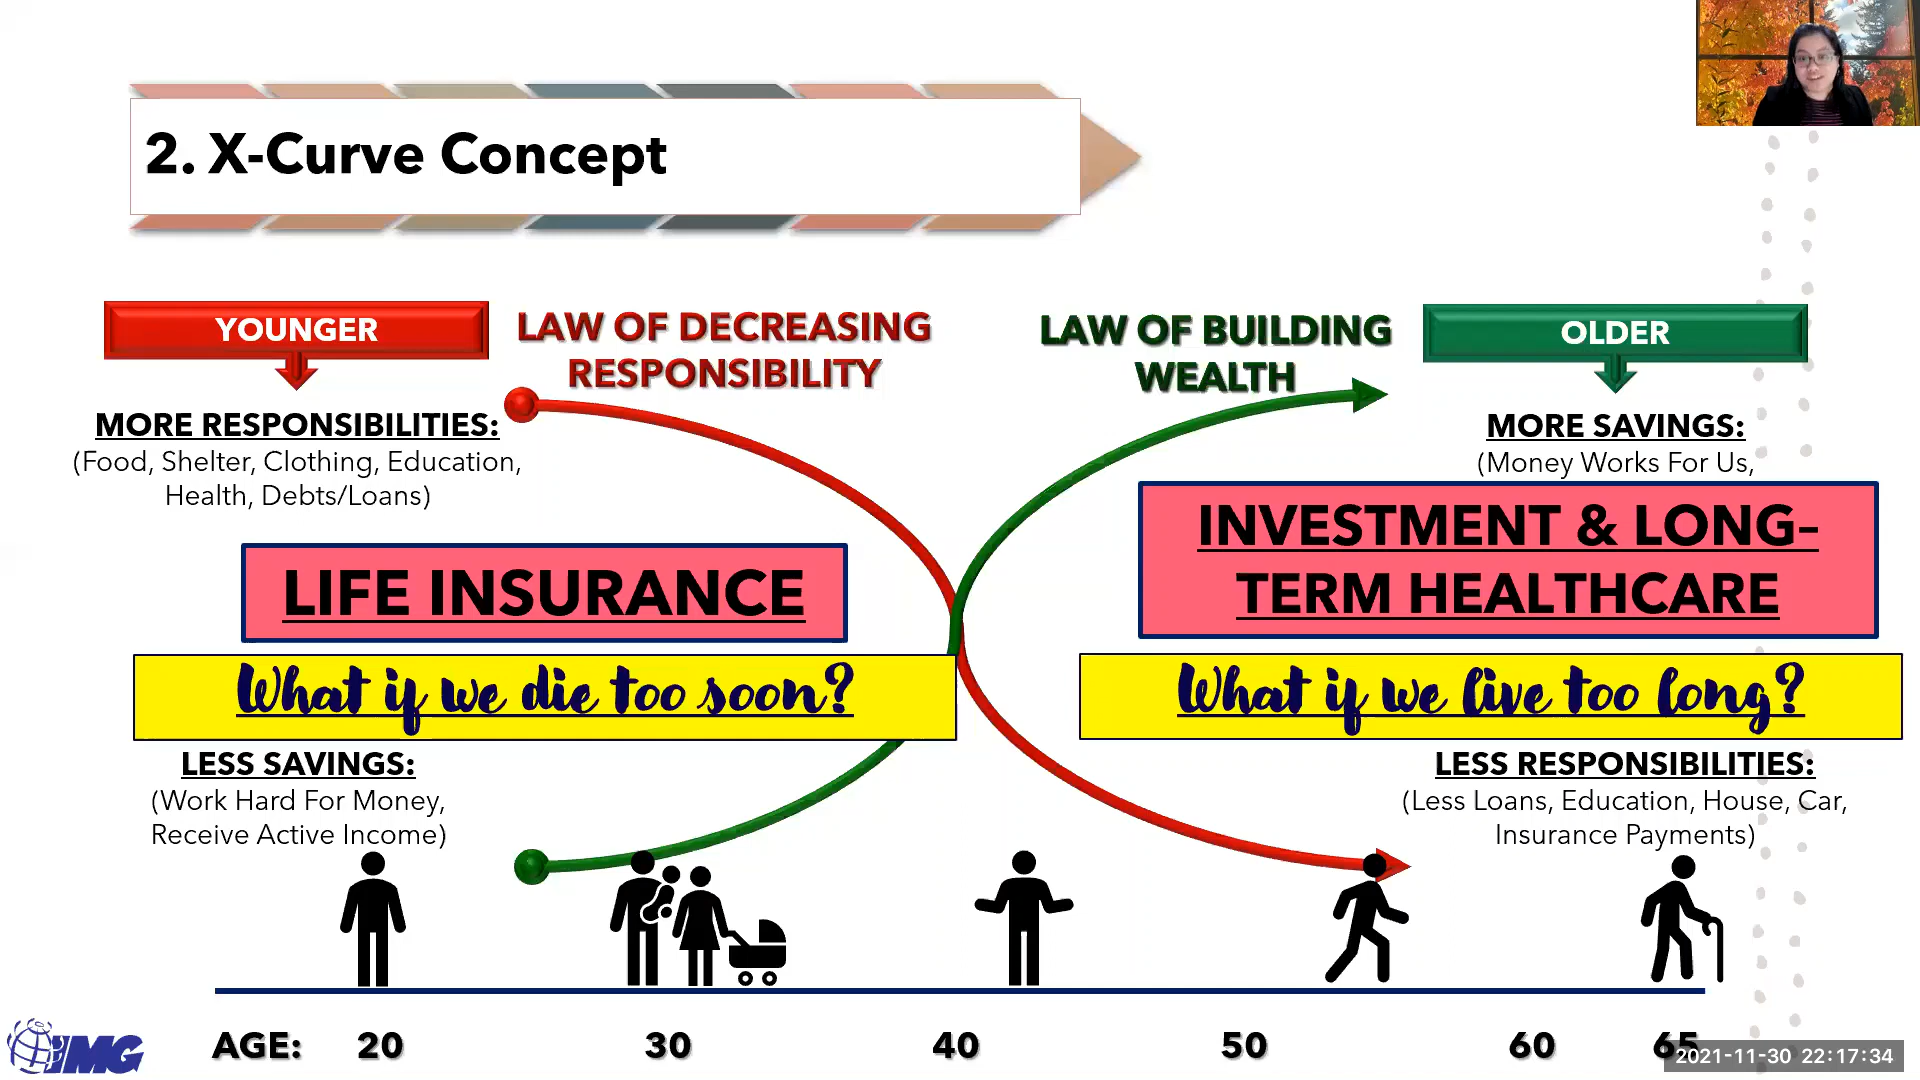 2. X-Curve Concept
YOUNGER
LAW OF DECREASING
RESPONSIBILITY
LAW OF BUILDING
WEALTH
OLDER
MORE RESPONSIBILITIES:
(Food, Shelter, Clothing, Education,
Health, Debts/Loans)
MORE SAVINGS:
(Money Works For Us,
LIFE INSURANCE
INVESTMENT & LONG-
TERM HEALTHCARE
What if we die too soon?
What if we live too long?
LESS SAVINGS:
(Work Hard For Money,
Receive Active Income)
LESS RESPONSIBILITIES:
(Less Loans, Education, House, Car,
Insurance Payments)
IMG
AGE: 20 30 40 50 60 65
2021-11-30 22:17:34